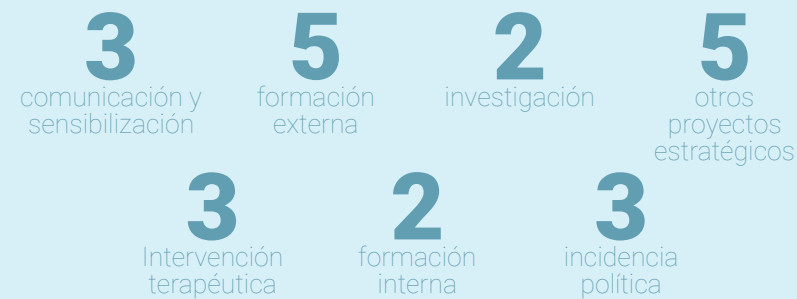 3
comunicación y
sensibilización
5
formación
externa
2
investigación
5
otros
proyectos
estratégicos
3
Intervención
terapéutica
2
formación
interna
3
incidencia
política